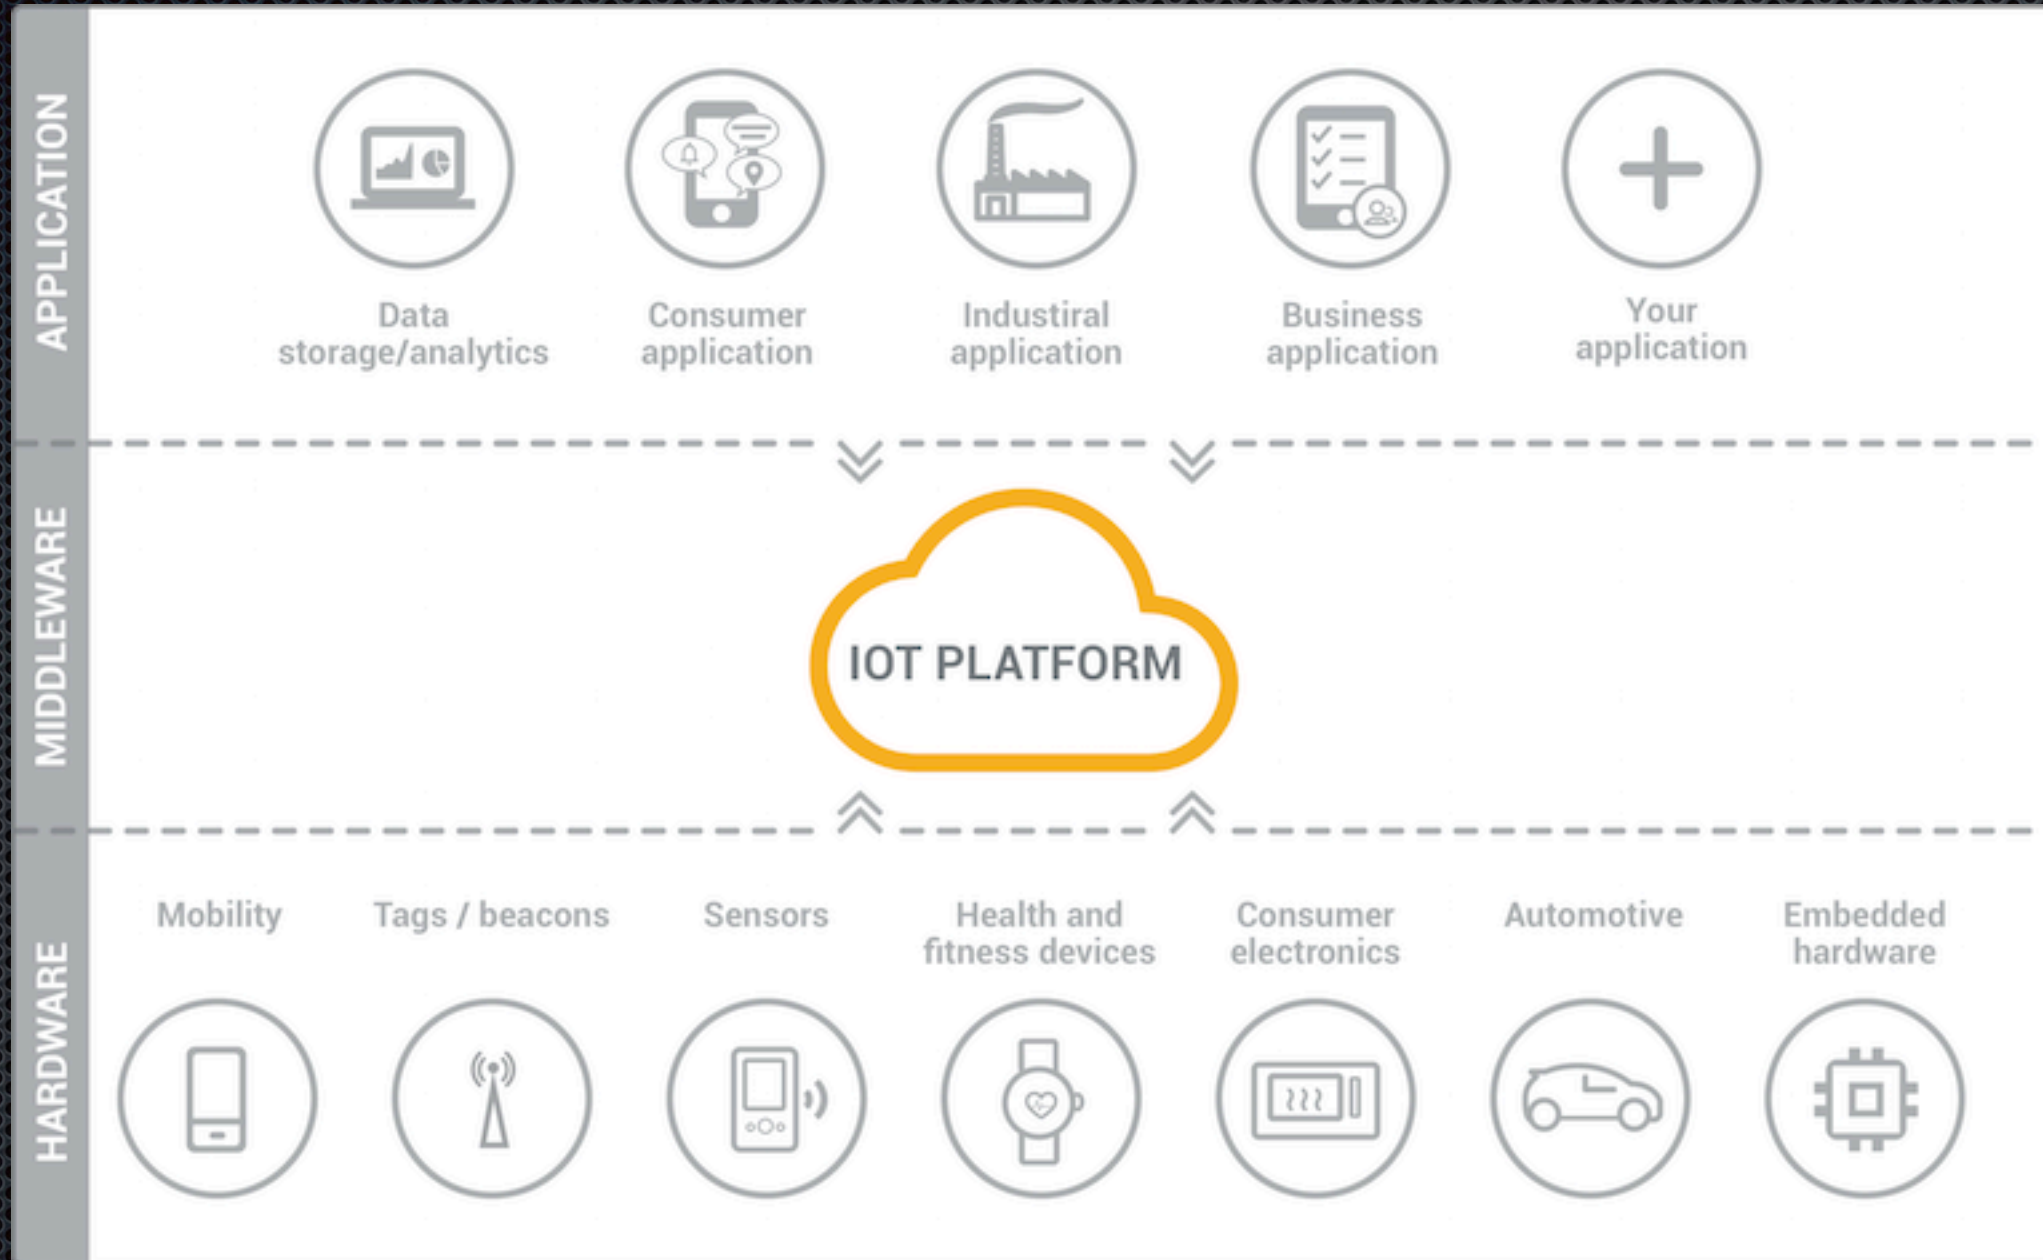 APPLICATION
Data
storage/analytics
Consumer
application
Industiral
application
Business
application
Your
application
MIDDLEWARE
IOT PLATFORM
HARDWARE
Mobility
Tags / beacons
Sensors
Health and
fitness devices
Consumer
electronics
Automotive
Embedded
hardware